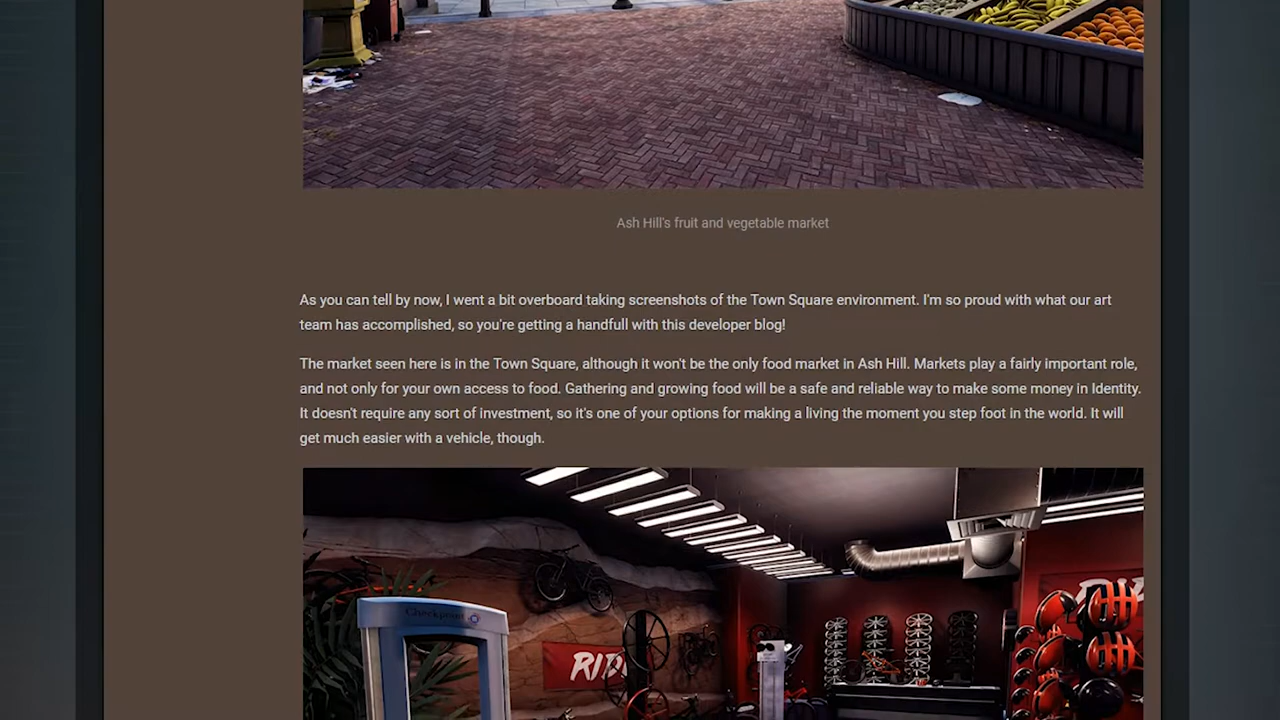 Ash Hill's fruit and vegetable market
As you can tell by now, I went a bit overboard taking screenshots of the Town Square environment. I'm so proud with what our art
team has accomplished, so you're getting a handfull with this developer blog!
The market seen here is in the Town Square, although it won't be the only food market in Ash Hill. Markets play a fairly important role,
and not only for your own access to food. Gathering and growing food will be a safe and reliable way to make some money in Identity.
It doesn't require any sort of investment, so it's one of your options for making a living the moment you step foot in the world. It will
get much easier with a vehicle, though.
Checkpoint